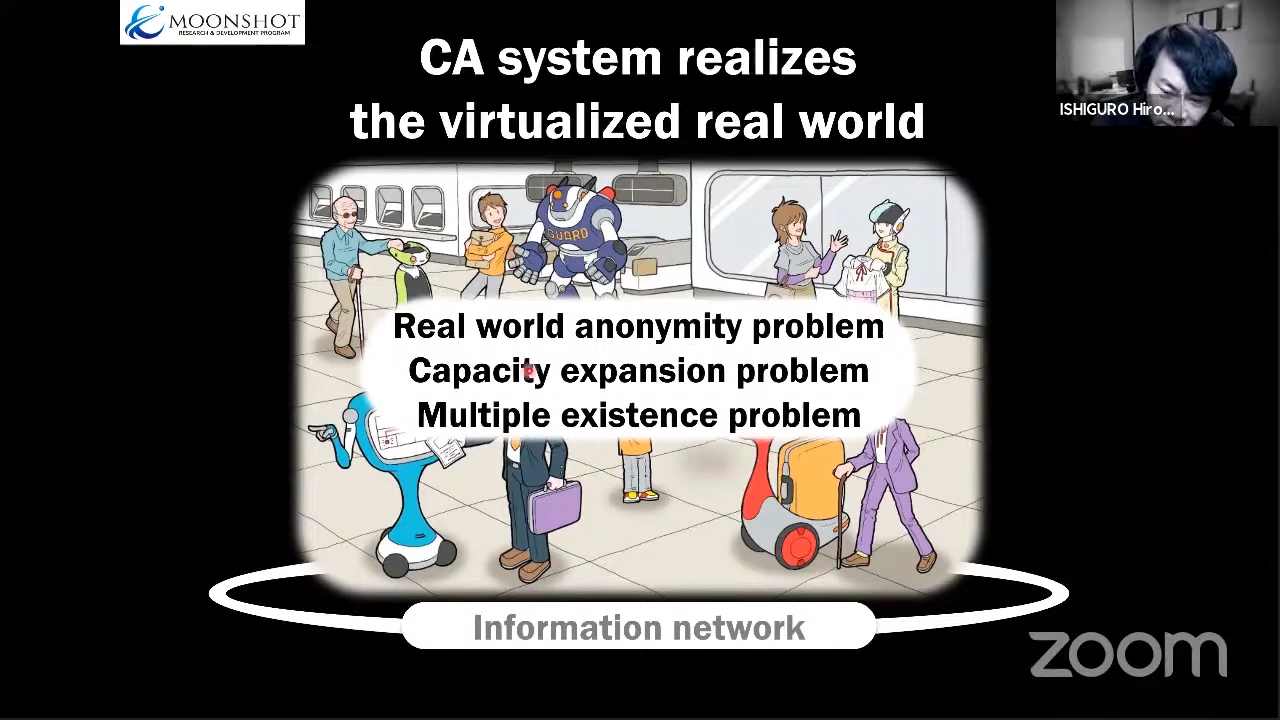 MOONSHOT
RESEARCH & DEVELOPMENT PROGRAM
CA system realizes
the virtualized real world
ISHIGURO Hiro...
GUARD
Real world anonymity problem
Capacity expansion problem
Multiple existence problem
Information network
zoom